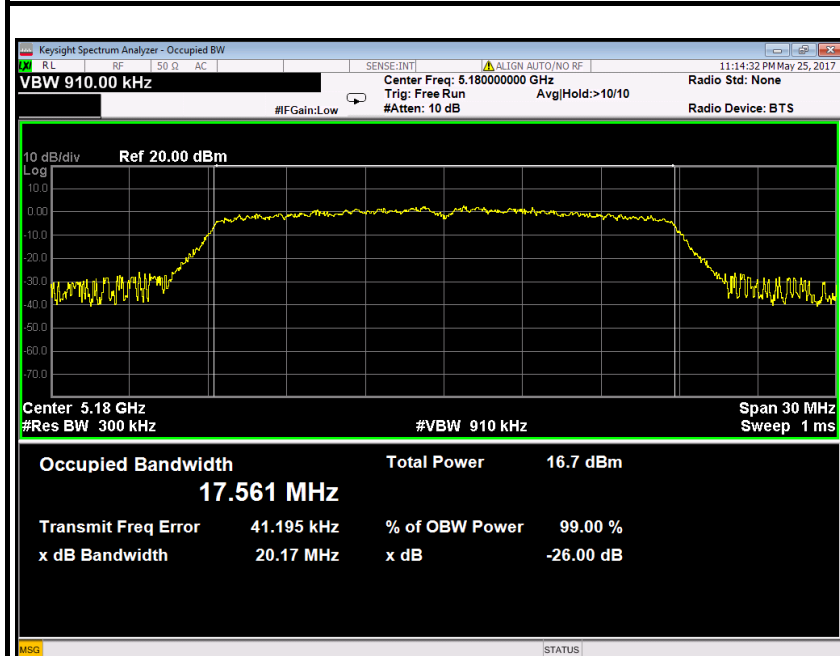 Keysight Spectrum Analyzer - Occupied BW
LXI RL RF 50 Ω AC SENSE:INT ALIGN AUTO/NO RF 11:14:32 PM May 25, 2017
VBW 910.00 kHz
Center Freq: 5.180000000 GHz Radio Std: None
Trig: Free Run Avg|Hold:>10/10
#IFGain:Low #Atten: 10 dB Radio Device: BTS
10 dB/div Ref 20.00 dBm
Log
10.0
0.00
-10.0
-20.0
-30.0
-40.0
-50.0
-60.0
-70.0
Center 5.18 GHz Span 30 MHz
#Res BW 300 kHz #VBW 910 kHz Sweep 1 ms
Occupied Bandwidth Total Power 16.7 dBm
17.561 MHz
Transmit Freq Error 41.195 kHz % of OBW Power 99.00 %
x dB Bandwidth 20.17 MHz x dB -26.00 dB
MSG STATUS